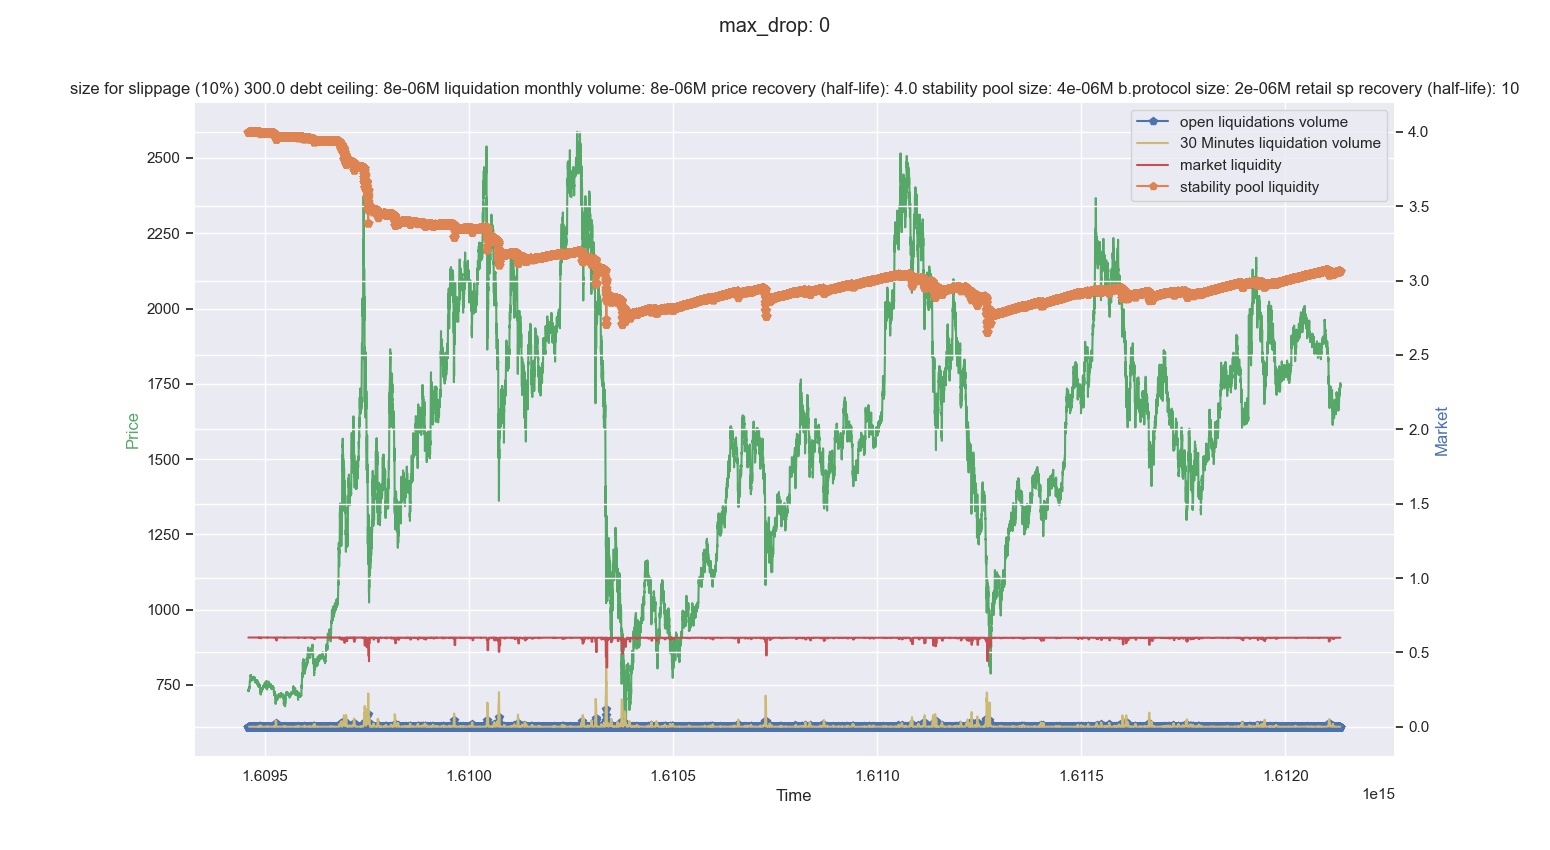 max_drop: 0
size for slippage (10%) 300.0 debt ceiling: 8e-06M liquidation monthly volume: 8e-06M price recovery (half-life): 4.0 stability pool size: 4e-06M b.protocol size: 2e-06M retail sp recovery (half-life): 10
open liquidations volume
30 Minutes liquidation volume
market liquidity
stability pool liquidity
2500
2250
2000
1750
1500
1250
1000
750
Price
4.0
3.5
3.0
2.5
2.0
1.5
1.0
0.5
0.0
Market
1.6095
1.6100
1.6105
1.6110
1.6115
1.6120
Time
1e15